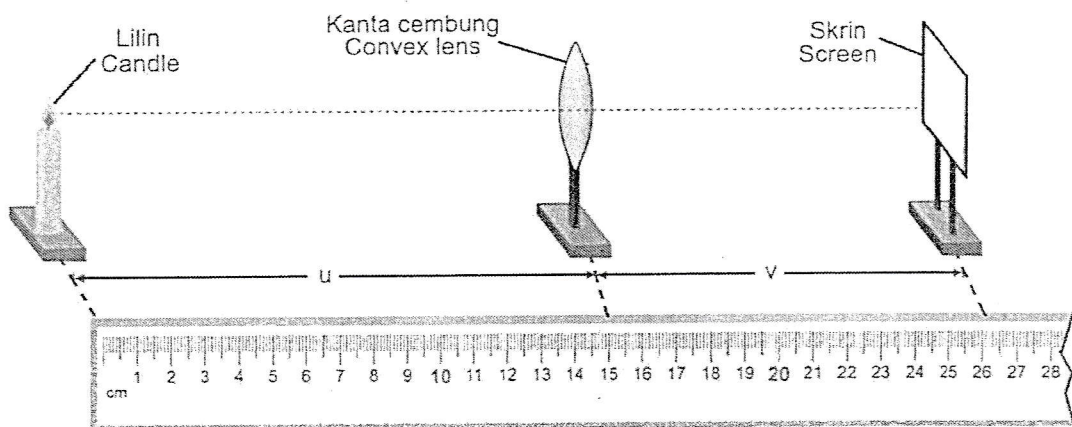 Lilin
Candle
Kanta cembung
Convex lens
Skrin
Screen
u
v
1 2 3 4 5 6 7 8 9 10 11 12 13 14 15 16 17 18 19 20 21 22 23 24 25 26 27 28
cm